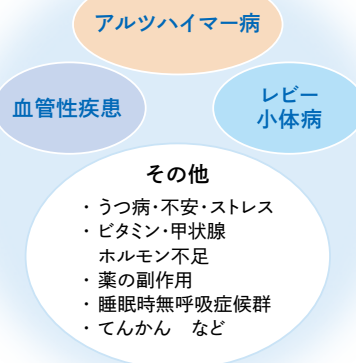 アルツハイマー病
血管性疾患
レビー
小体病
その他
・うつ病・不安・ストレス
・ビタミン・甲状腺
ホルモン不足
・薬の副作用
・睡眠時無呼吸症候群
・てんかん　など